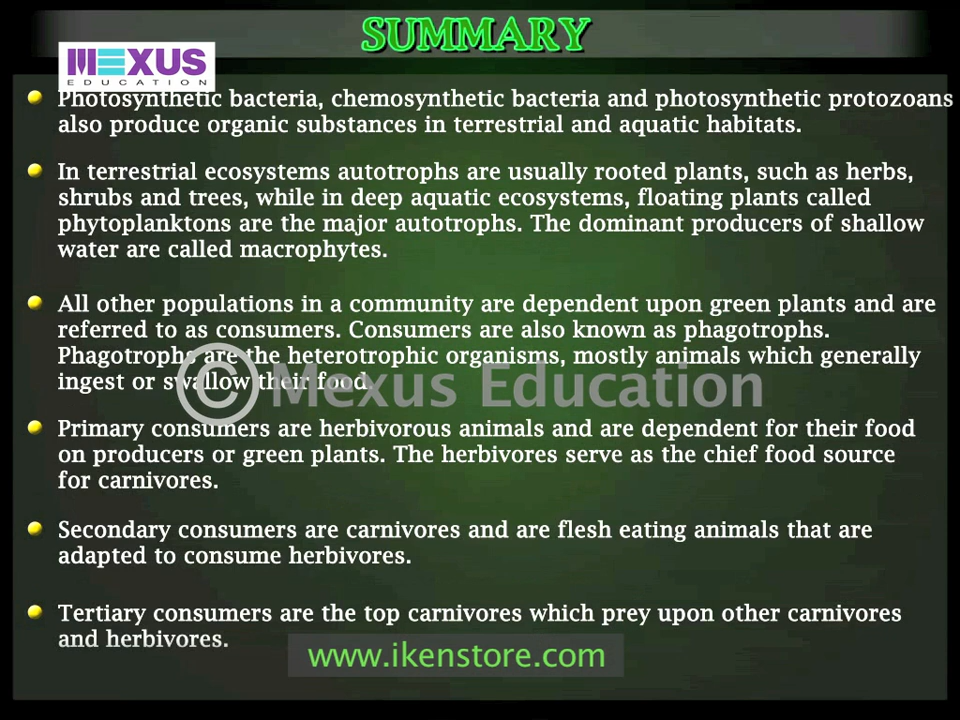 SUMMARY
MEXUS
EDUCATION
Photosynthetic bacteria, chemosynthetic bacteria and photosynthetic protozoans
also produce organic substances in terrestrial and aquatic habitats.
In terrestrial ecosystems autotrophs are usually rooted plants, such as herbs,
shrubs and trees, while in deep aquatic ecosystems, floating plants called
phytoplanktons are the major autotrophs. The dominant producers of shallow
water are called macrophytes.
All other populations in a community are dependent upon green plants and are
referred to as consumers. Consumers are also known as phagotrophs.
Phagotrophs are the heterotrophic organisms, mostly animals which generally
ingest or swallow their food.
© Mexus Education
Primary consumers are herbivorous animals and are dependent for their food
on producers or green plants. The herbivores serve as the chief food source
for carnivores.
Secondary consumers are carnivores and are flesh eating animals that are
adapted to consume herbivores.
Tertiary consumers are the top carnivores which prey upon other carnivores
and herbivores.
www.ikenstore.com